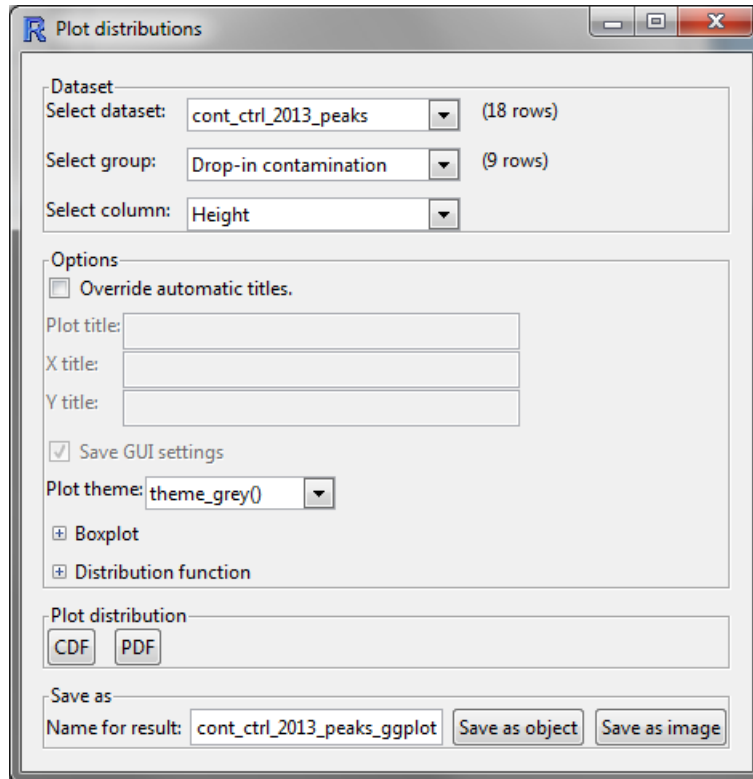 Plot distributions
Dataset
Select dataset: cont_ctrl_2013_peaks (18 rows)
Select group: Drop-in contamination (9 rows)
Select column: Height
Options
Override automatic titles.
Plot title:
X title:
Y title:
Save GUI settings
Plot theme: theme_grey()
Boxplot
Distribution function
Plot distribution
CDF PDF
Save as
Name for result: cont_ctrl_2013_peaks_ggplot Save as object Save as image